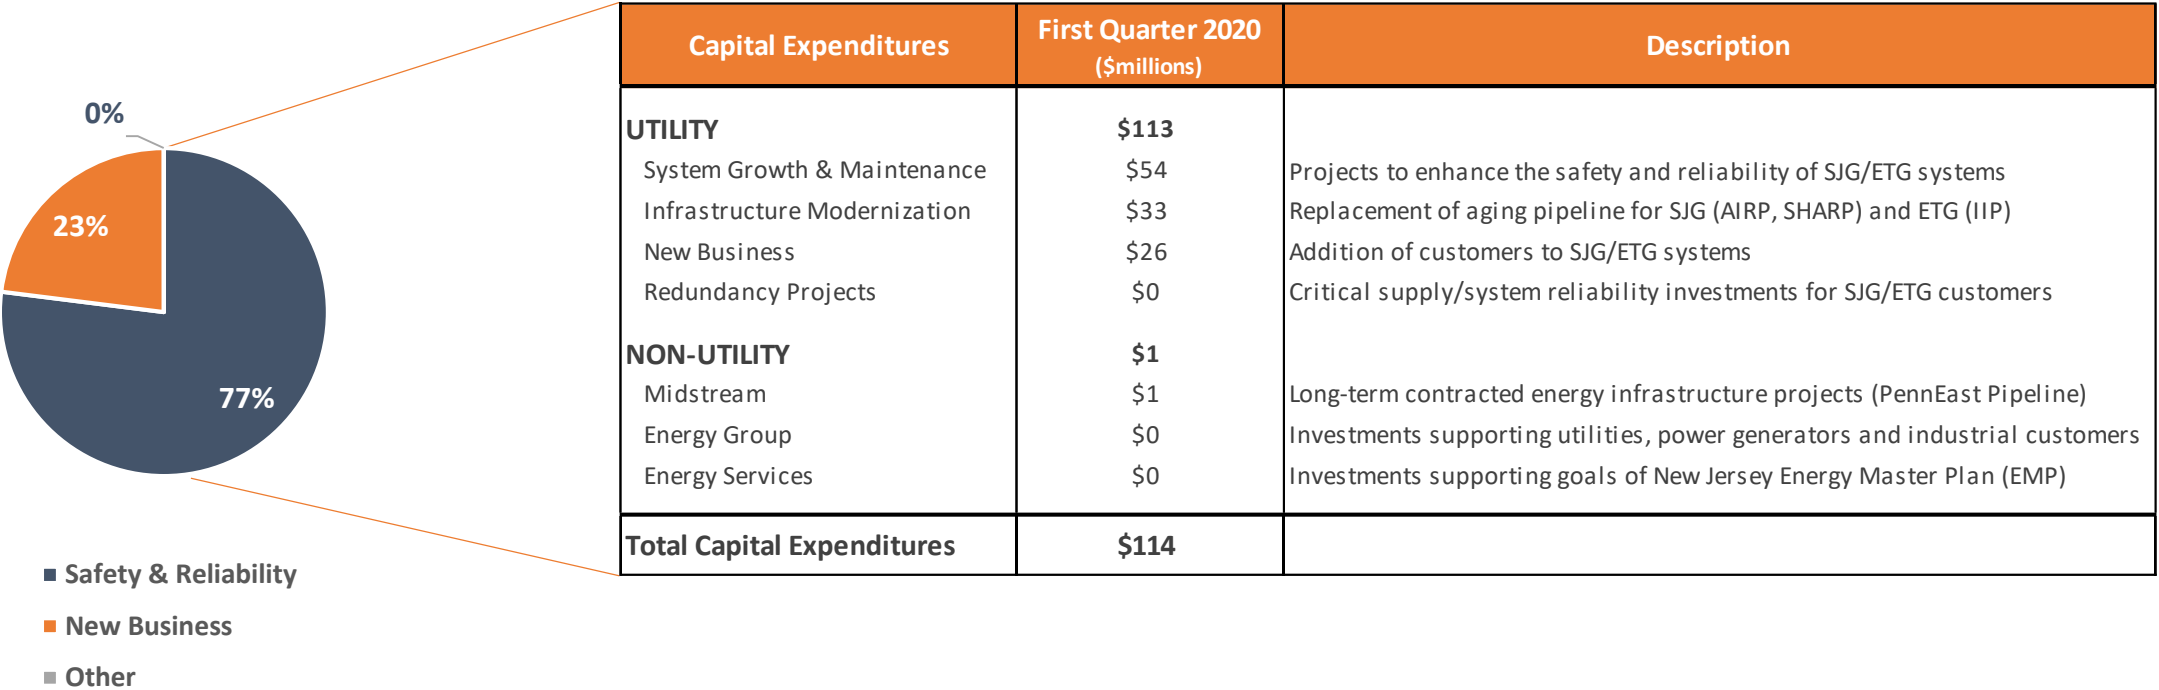 0%
23%
77%
Safety & Reliability
New Business
Other
Capital Expenditures First Quarter 2020 ($millions) Description
UTILITY $113
System Growth & Maintenance $54 Projects to enhance the safety and reliability of SJG/ETG systems
Infrastructure Modernization $33 Replacement of aging pipeline for SJG (AIRP, SHARP) and ETG (IIP)
New Business $26 Addition of customers to SJG/ETG systems
Redundancy Projects $0 Critical supply/system reliability investments for SJG/ETG customers
NON-UTILITY $1
Midstream $1 Long-term contracted energy infrastructure projects (PennEast Pipeline)
Energy Group $0 Investments supporting utilities, power generators and industrial customers
Energy Services $0 Investments supporting goals of New Jersey Energy Master Plan (EMP)
Total Capital Expenditures $114